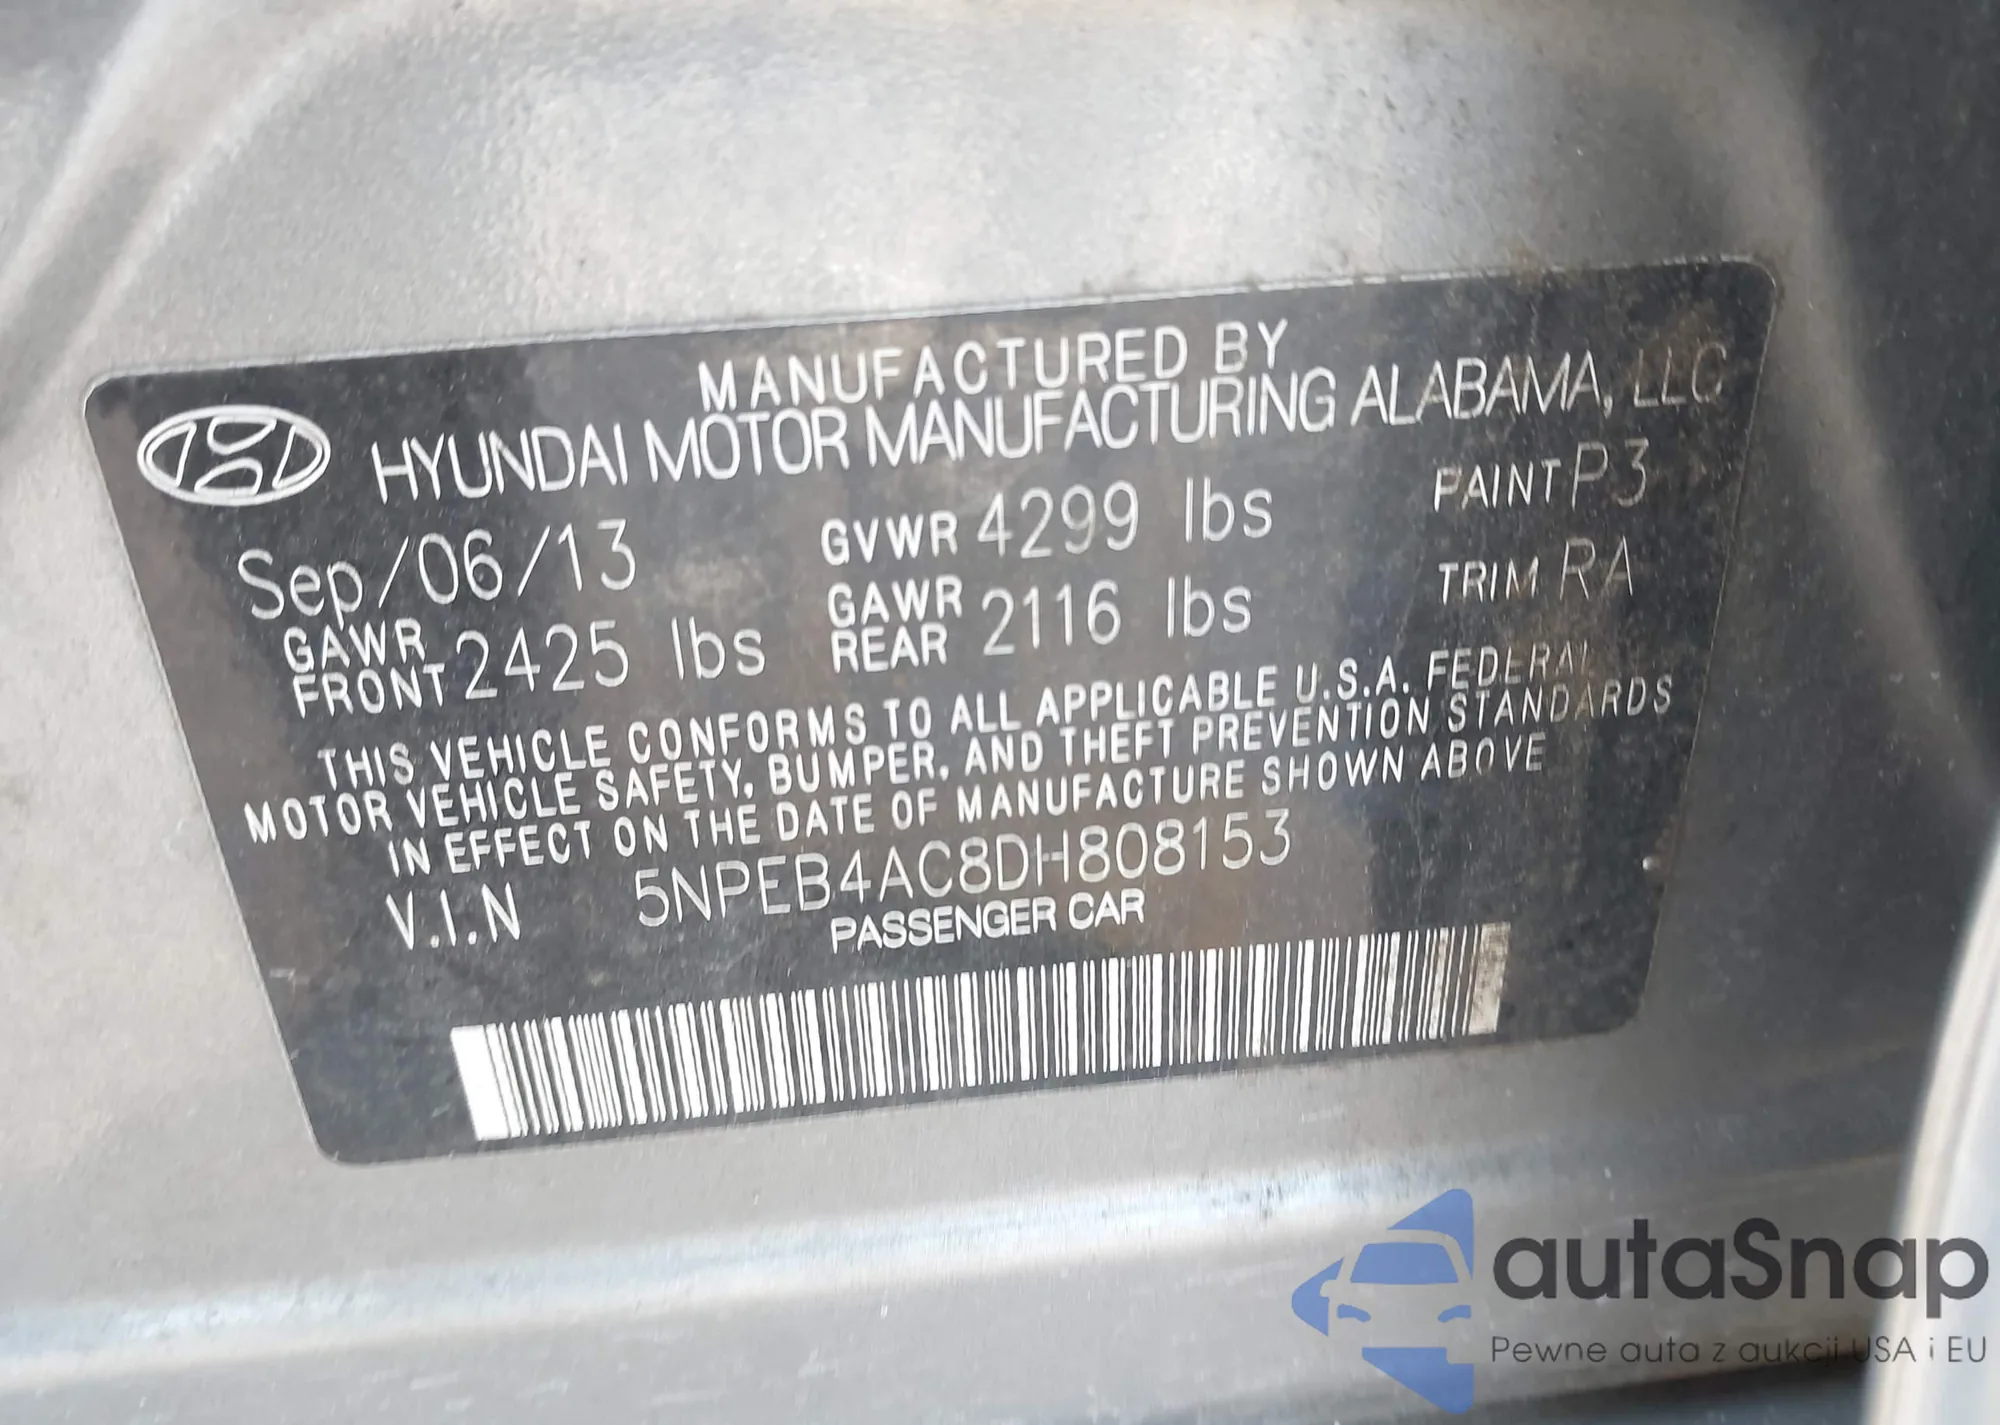 MANUFACTURED BY
HYUNDAI MOTOR MANUFACTURING ALABAMA, LLC
Sep/06/13 GVWR 4299 lbs PAINT P3
GAWR FRONT 2425 lbs GAWR REAR 2116 lbs TRIM RA
THIS VEHICLE CONFORMS TO ALL APPLICABLE U.S.A. FEDERAL
MOTOR VEHICLE SAFETY, BUMPER, AND THEFT PREVENTION STANDARDS
IN EFFECT ON THE DATE OF MANUFACTURE SHOWN ABOVE
V.I.N 5NPEB4AC8DH808153
PASSENGER CAR
autaSnap
Pewne auta z aukcji USA i EU